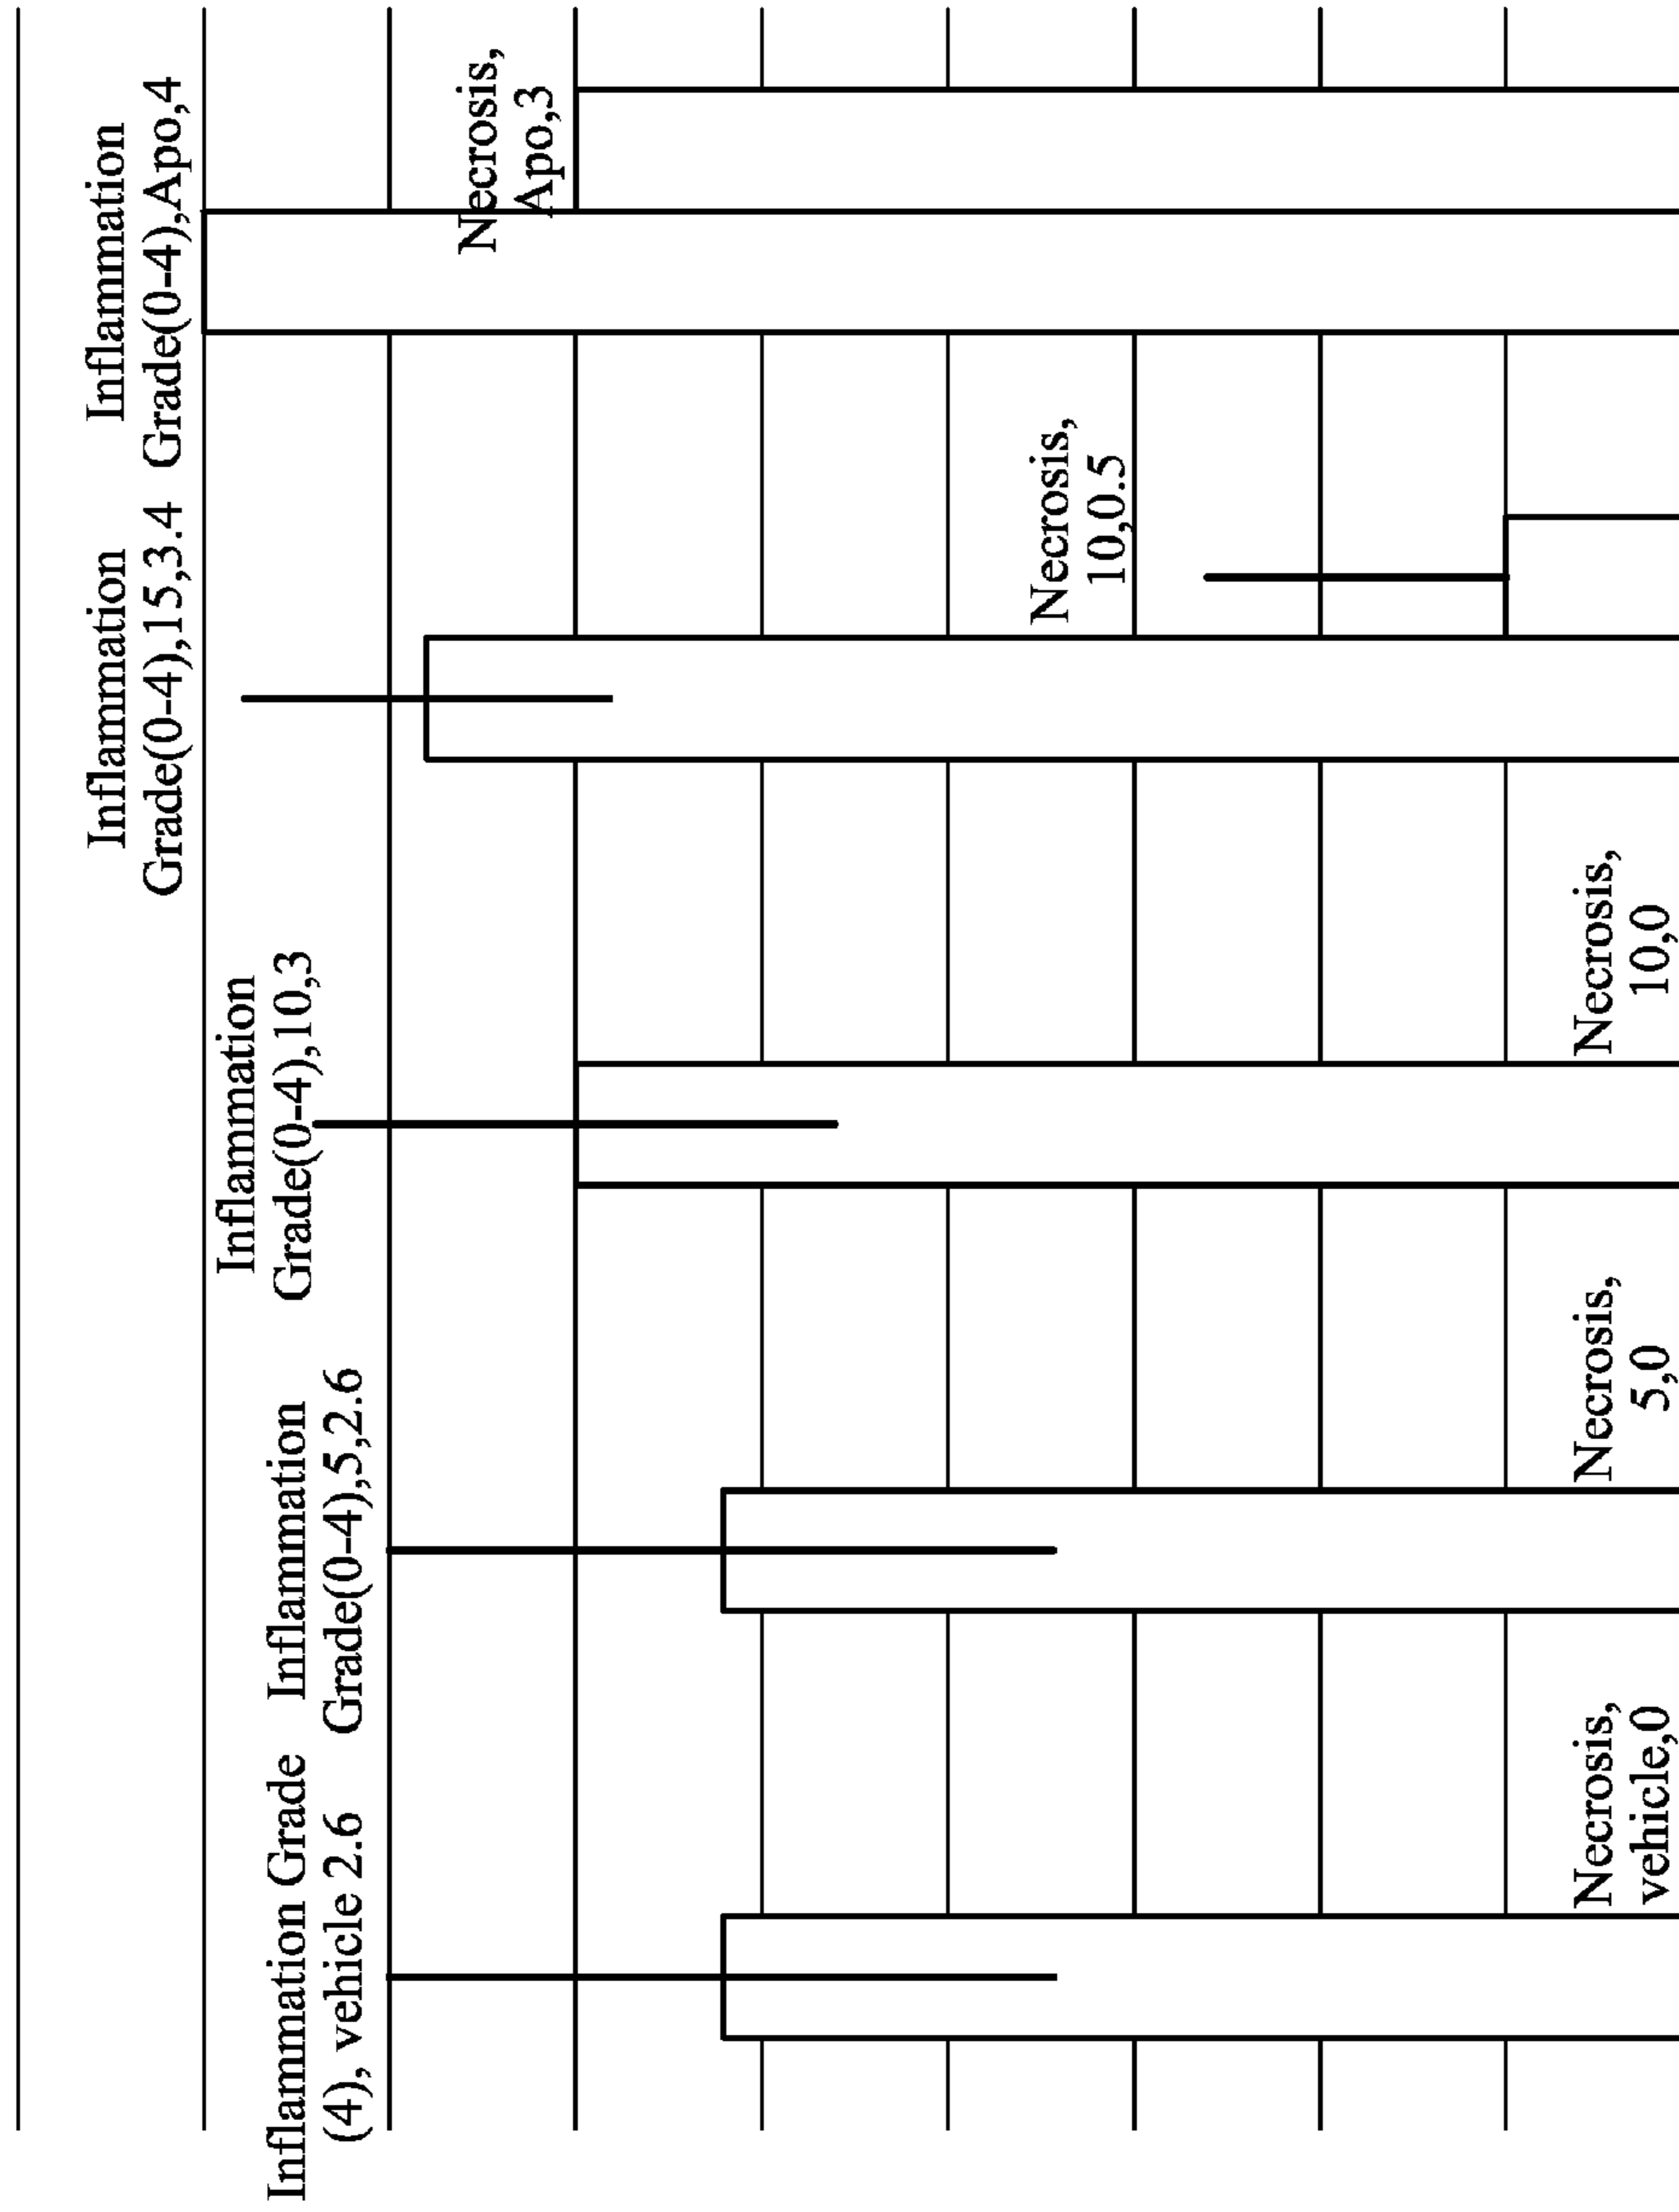 Inflammation Grade
(4), vehicle 2.6
Necrosis,
vehicle,0
Inflammation
Grade(0-4),5,2.6
Necrosis,
5,0
Inflammation
Grade(0-4),10,3
Necrosis,
10,0
Inflammation
Grade(0-4),15,3.4
Necrosis,
10,0.5
Inflammation
Grade(0-4),Apo,4
Necrosis,
Apo,3